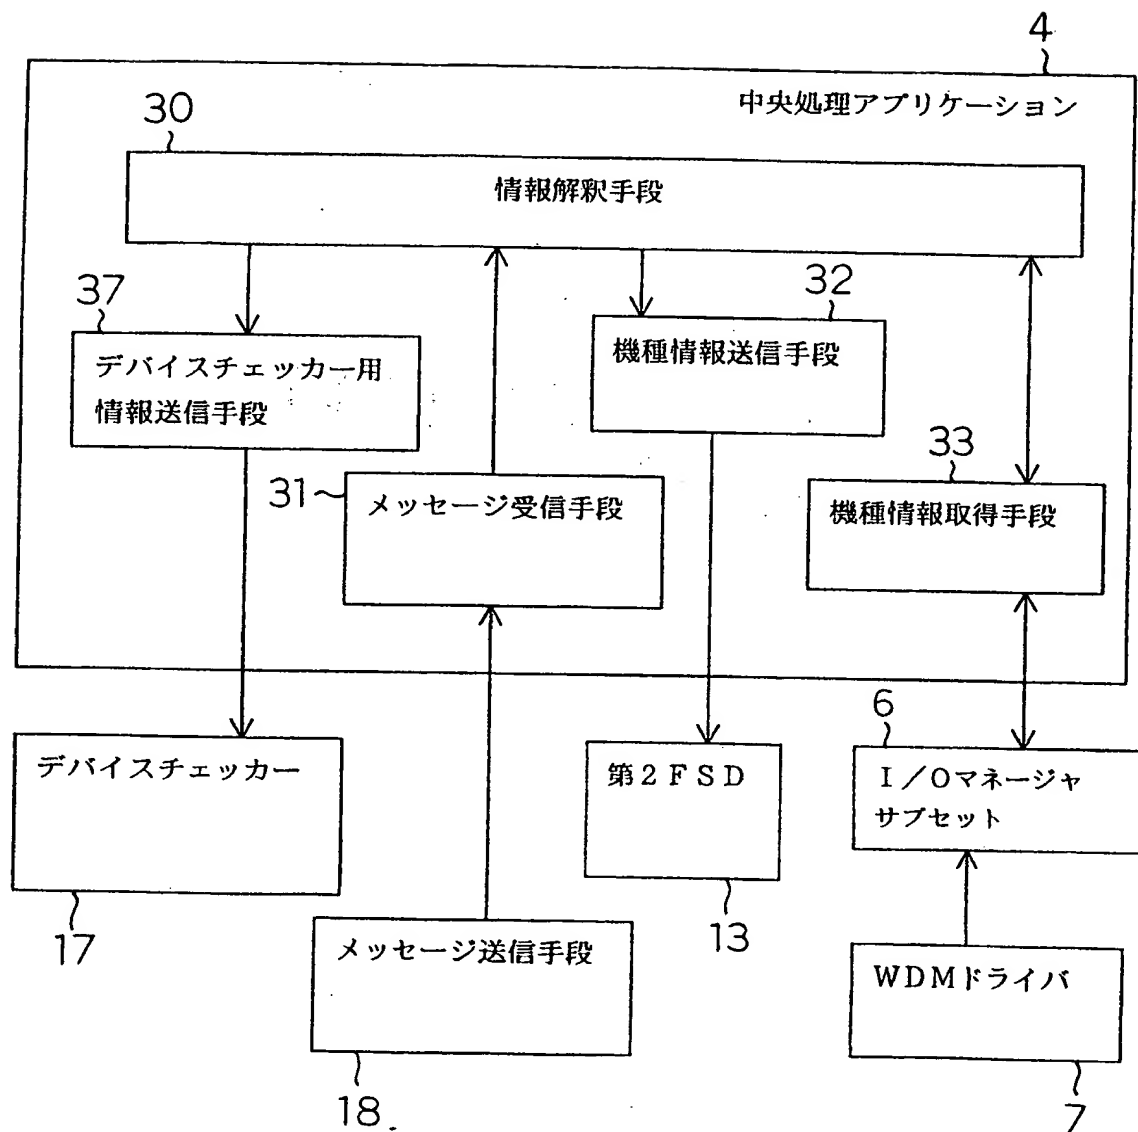 4
中央処理アプリケーション
30
情報解釈手段
37
デバイスチェッカー用
情報送信手段
32
機種情報送信手段
31
メッセージ受信手段
33
機種情報取得手段
デバイスチェッカー
17
メッセージ送信手段
18
第2FSD
13
6
I/Oマネージャ
サブセット
WDMドライバ
7